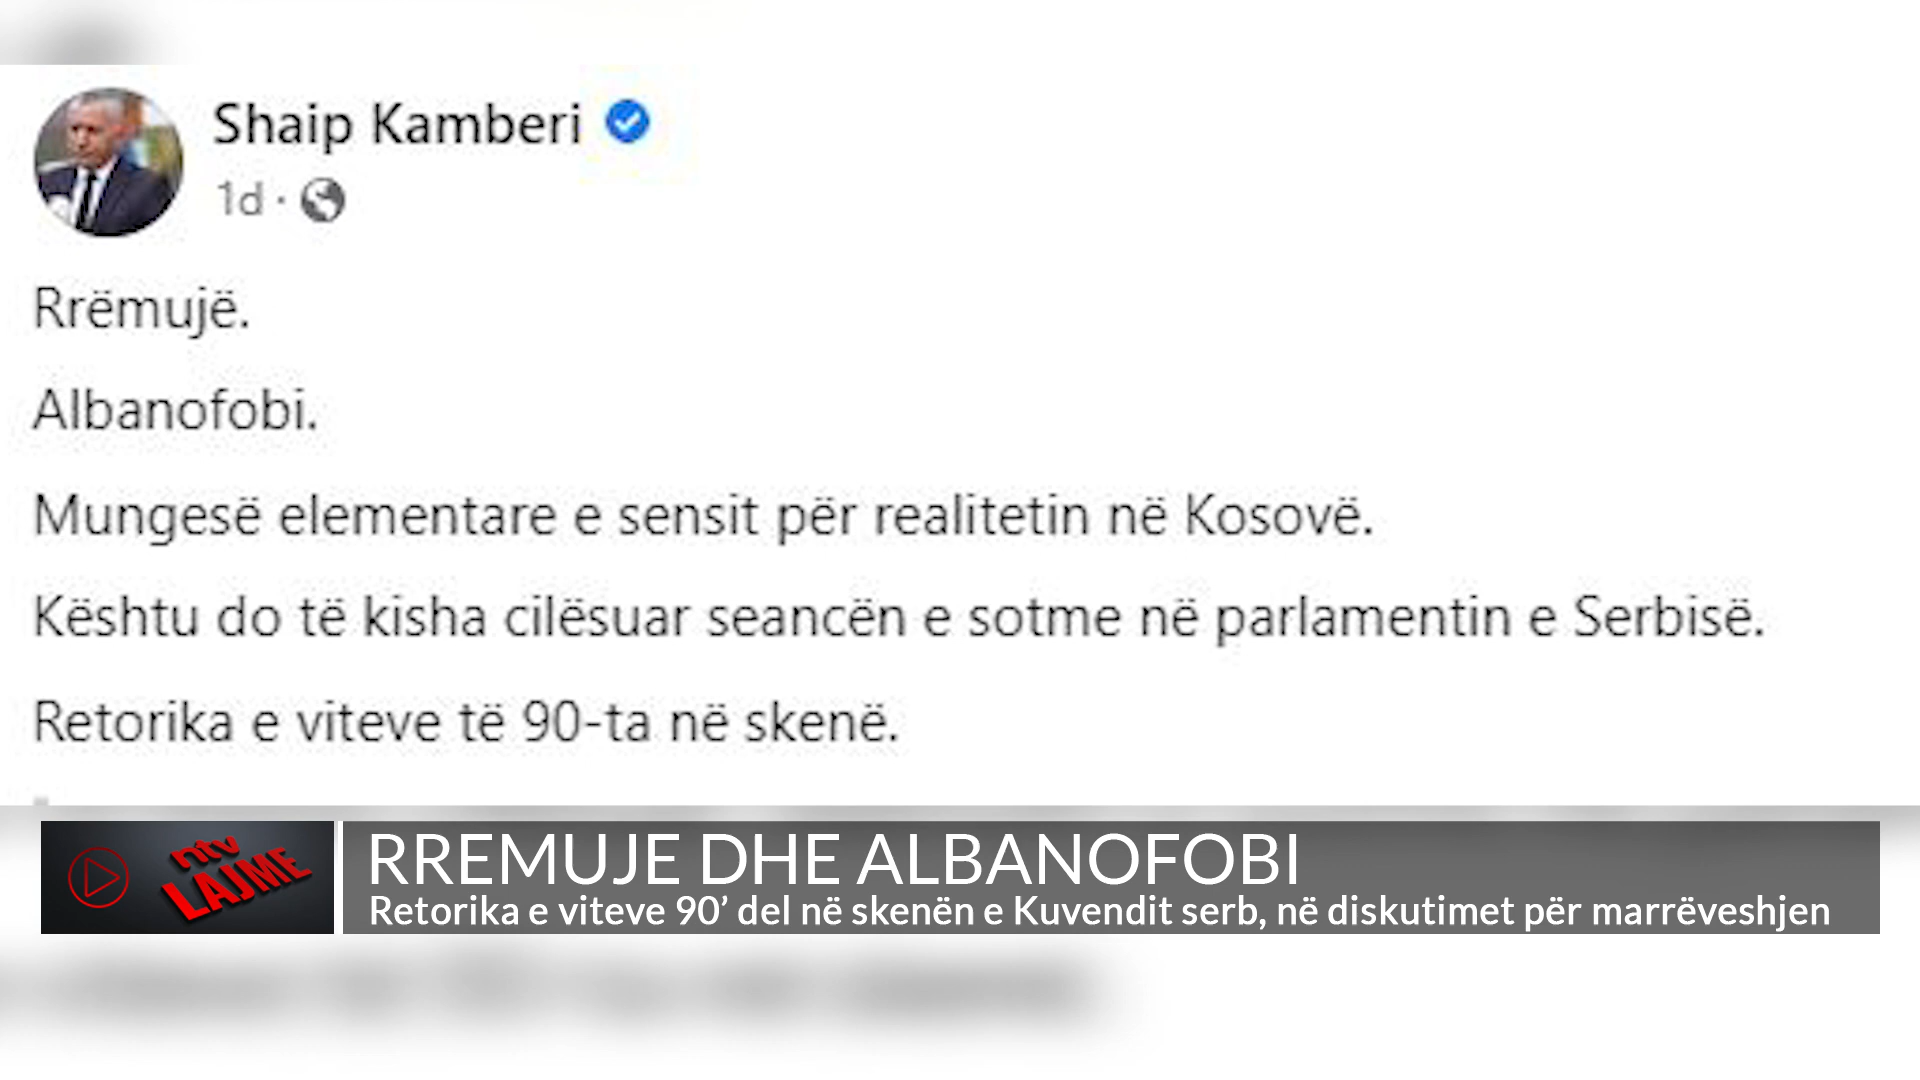 Shaip Kamberi
1d ·
Rrëmujë.
Albanofobi.
Mungesë elementare e sensit për realitetin në Kosovë.
Kështu do të kisha cilësuar seancën e sotme në parlamentin e Serbisë.
Retorika e viteve të 90-ta në skenë.
ntv
LAJME
RREMUJE DHE ALBANOFOBI
Retorika e viteve 90’ del në skenën e Kuvendit serb, në diskutimet për marrëveshjen